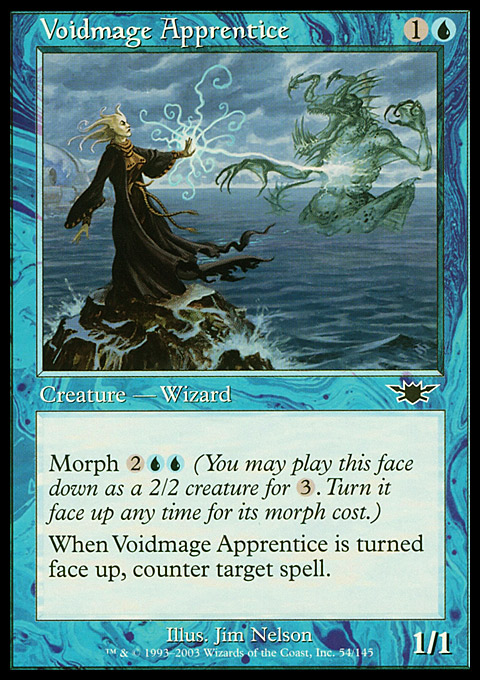 Voidmage Apprentice 1
Creature — Wizard
Morph 2 (You may play this face
down as a 2/2 creature for 3. Turn it
face up any time for its morph cost.)
When Voidmage Apprentice is turned
face up, counter target spell.
Illus. Jim Nelson
™ & © 1993–2003 Wizards of the Coast, Inc. 54/145
1/1